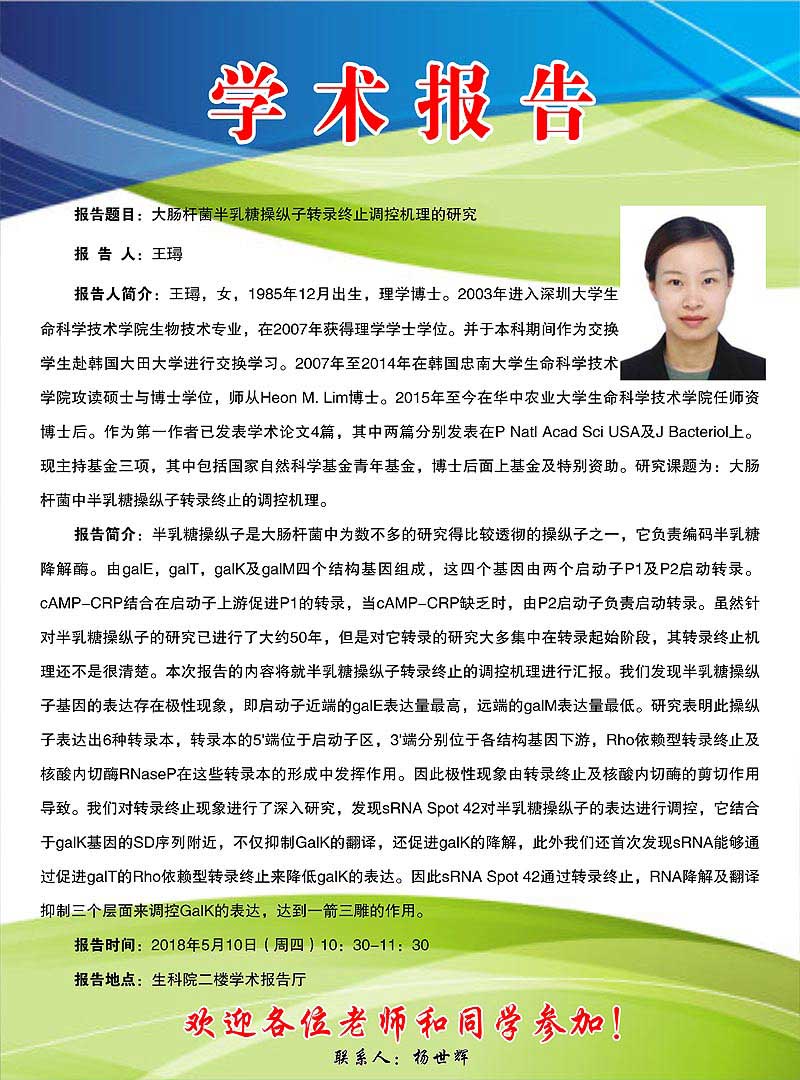 学术报告
报告题目：大肠杆菌半乳糖操纵子转录终止调控机理的研究
报 告 人：王璕
报告人简介：王璕，女，1985年12月出生，理学博士。2003年进入深圳大学生
命科学技术学院生物技术专业，在2007年获得理学学士学位。并于本科期间作为交换
学生赴韩国大田大学进行交换学习。2007年至2014年在韩国忠南大学生命科学技术
学院攻读硕士与博士学位，师从Heon M. Lim博士。2015年至今在华中农业大学生命科学技术学院任师资
博士后。作为第一作者已发表学术论文4篇，其中两篇分别发表在P Natl Acad Sci USA及J Bacteriol上。
现主持基金三项，其中包括国家自然科学基金青年基金，博士后面上基金及特别资助。研究课题为：大肠
杆菌中半乳糖操纵子转录终止的调控机理。
报告简介：半乳糖操纵子是大肠杆菌中为数不多的研究得比较透彻的操纵子之一，它负责编码半乳糖
降解酶。由galE，galT，galK及galM四个结构基因组成，这四个基因由两个启动子P1及P2启动转录。
cAMP-CRP结合在启动子上游促进P1的转录，当cAMP-CRP缺乏时，由P2启动子负责启动转录。虽然针
对半乳糖操纵子的研究已进行了大约50年，但是对它转录的研究大多集中在转录起始阶段，其转录终止机
理还不是很清楚。本次报告的内容将就半乳糖操纵子转录终止的调控机理进行汇报。我们发现半乳糖操纵
子基因的表达存在极性现象，即启动子近端的galE表达量最高，远端的galM表达量最低。研究表明此操纵
子表达出6种转录本，转录本的5'端位于启动子区，3'端分别位于各结构基因下游，Rho依赖型转录终止及
核酸内切酶RNaseP在这些转录本的形成中发挥作用。因此极性现象由转录终止及核酸内切酶的剪切作用
导致。我们对转录终止现象进行了深入研究，发现sRNA Spot 42对半乳糖操纵子的表达进行调控，它结合
于galK基因的SD序列附近，不仅抑制GalK的翻译，还促进galK的降解，此外我们还首次发现sRNA能够通
过促进galT的Rho依赖型转录终止来降低galK的表达。因此sRNA Spot 42通过转录终止，RNA降解及翻译
抑制三个层面来调控GalK的表达，达到一箭三雕的作用。
报告时间：2018年5月10日（周四）10：30-11：30
报告地点：生科院二楼学术报告厅
欢迎各位老师和同学参加！
联系人：杨世辉